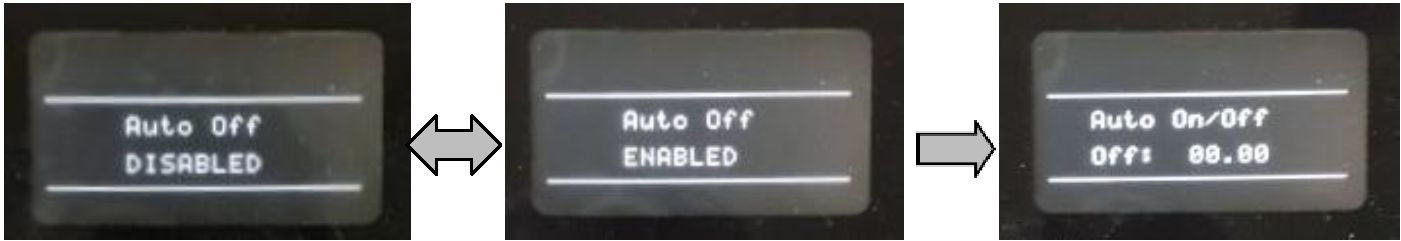 Auto Off
DISABLED
Auto Off
ENABLED
Auto On/Off
Off: 00.00